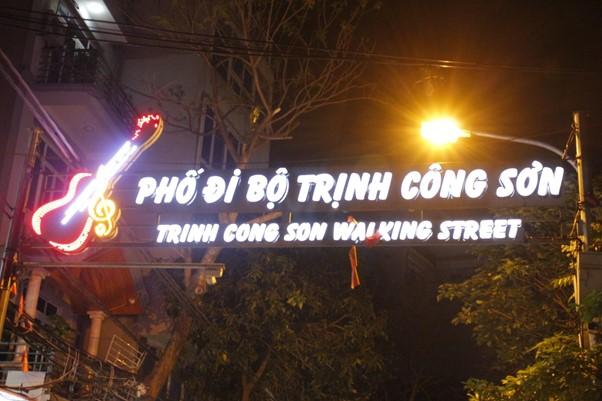 PHỐ ĐI BỘ TRỊNH CÔNG SƠN
TRINH CONG SON WALKING STREET